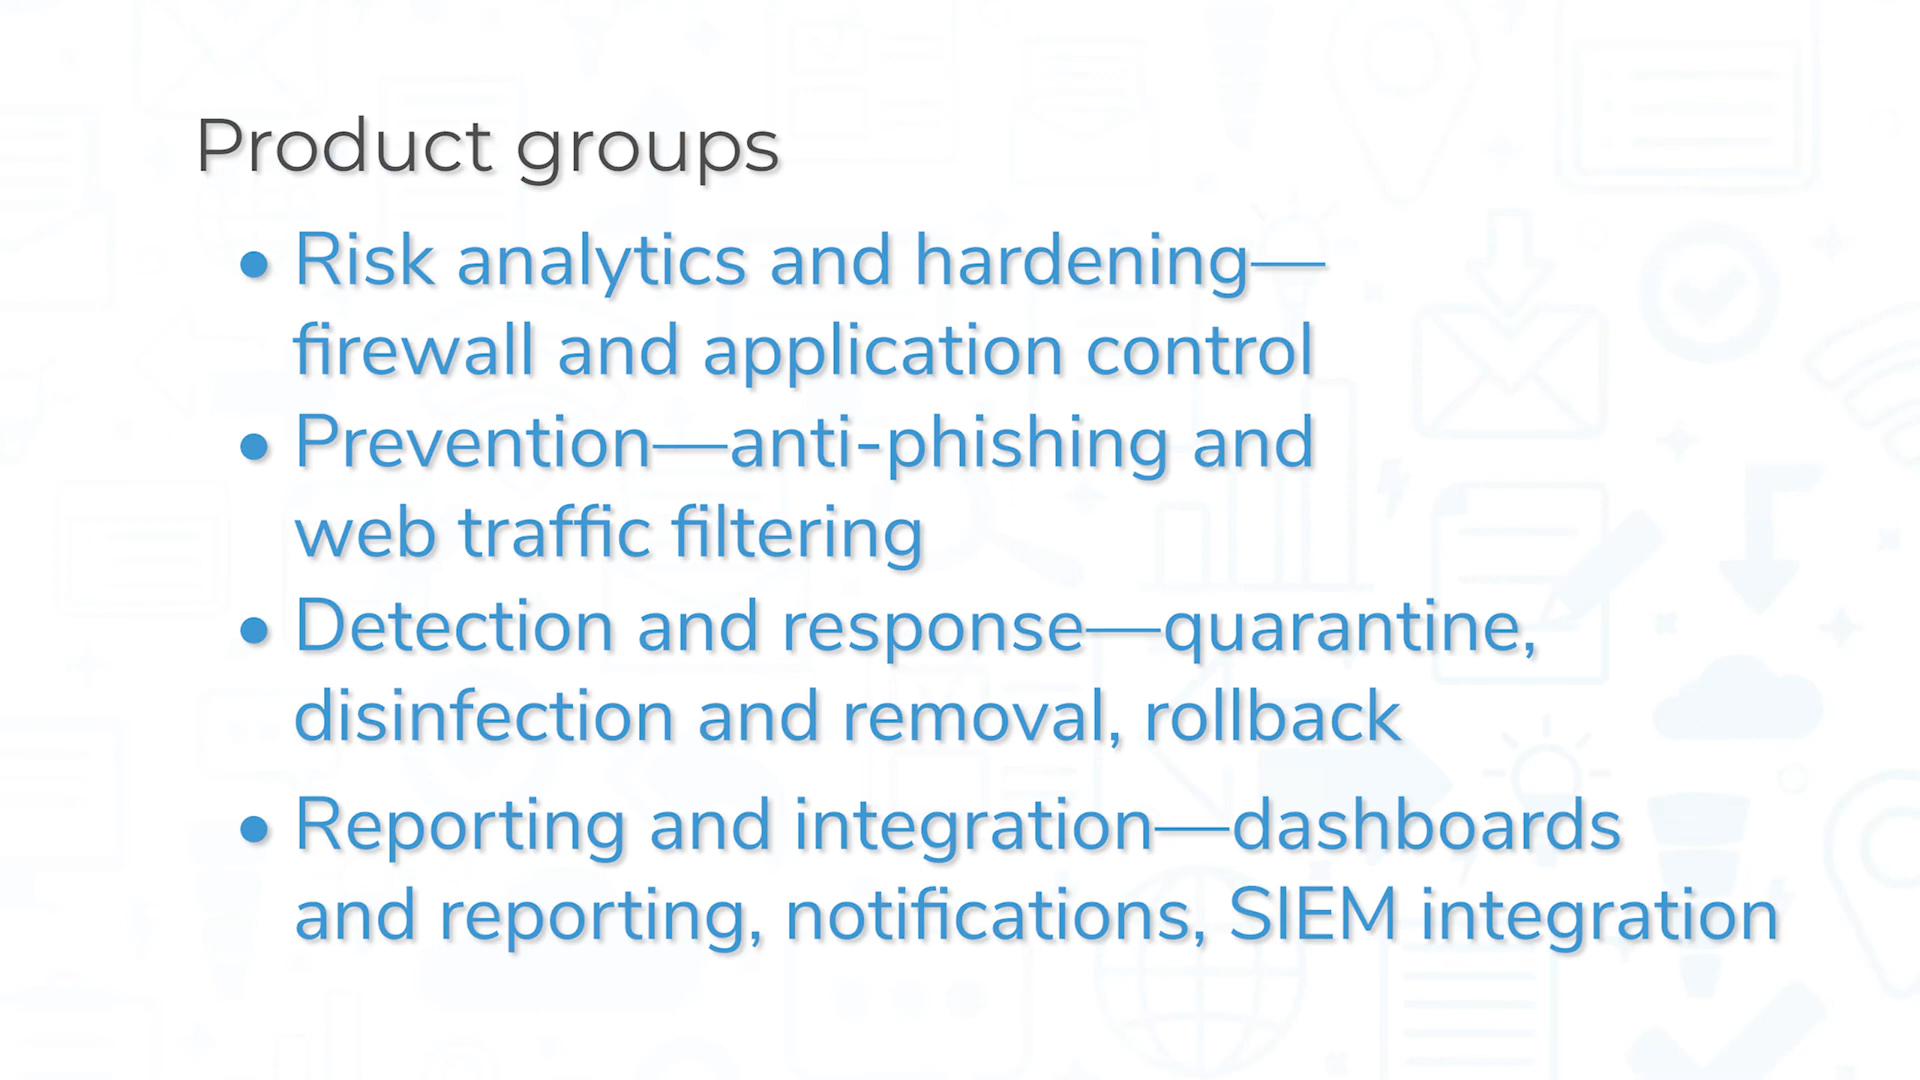 Product groups
• Risk analytics and hardening—
firewall and application control
• Prevention—anti-phishing and
web traffic filtering
• Detection and response—quarantine,
disinfection and removal, rollback
• Reporting and integration—dashboards
and reporting, notifications, SIEM integration